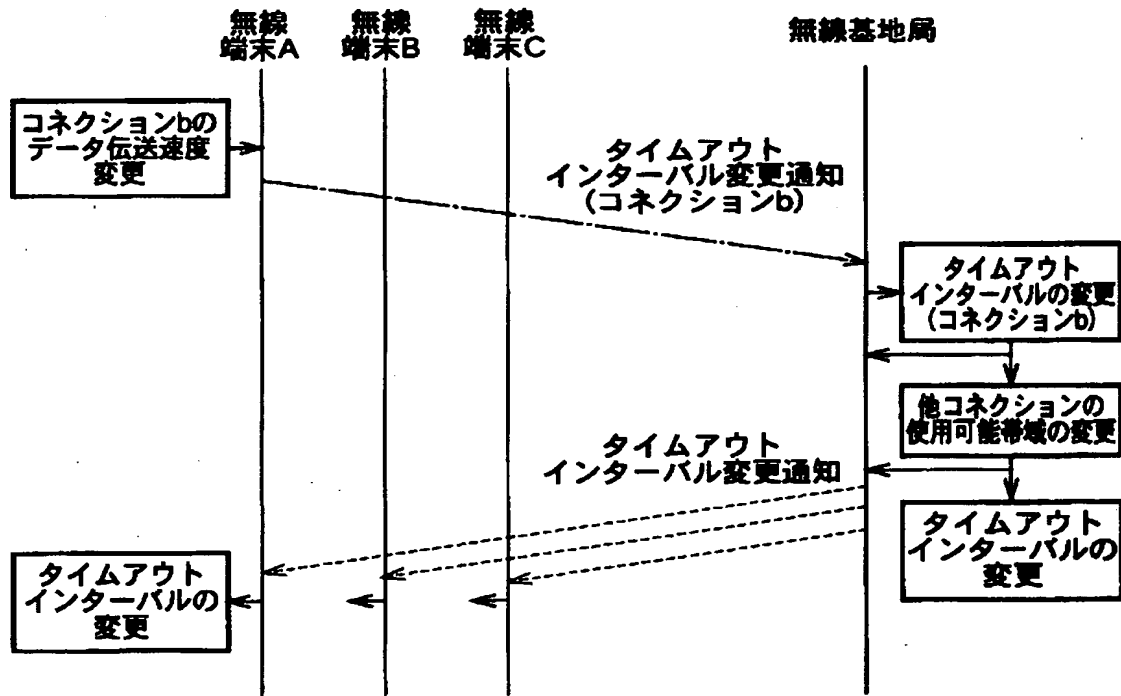 無線
端末A
無線
端末B
無線
端末C
無線基地局
コネクションbの
データ伝送速度
変更
タイムアウト
インターバル変更通知
(コネクションb)
タイムアウト
インターバルの変更
(コネクションb)
他コネクションの
使用可能帯域の変更
タイムアウト
インターバル変更通知
タイムアウト
インターバルの
変更
タイムアウト
インターバルの
変更